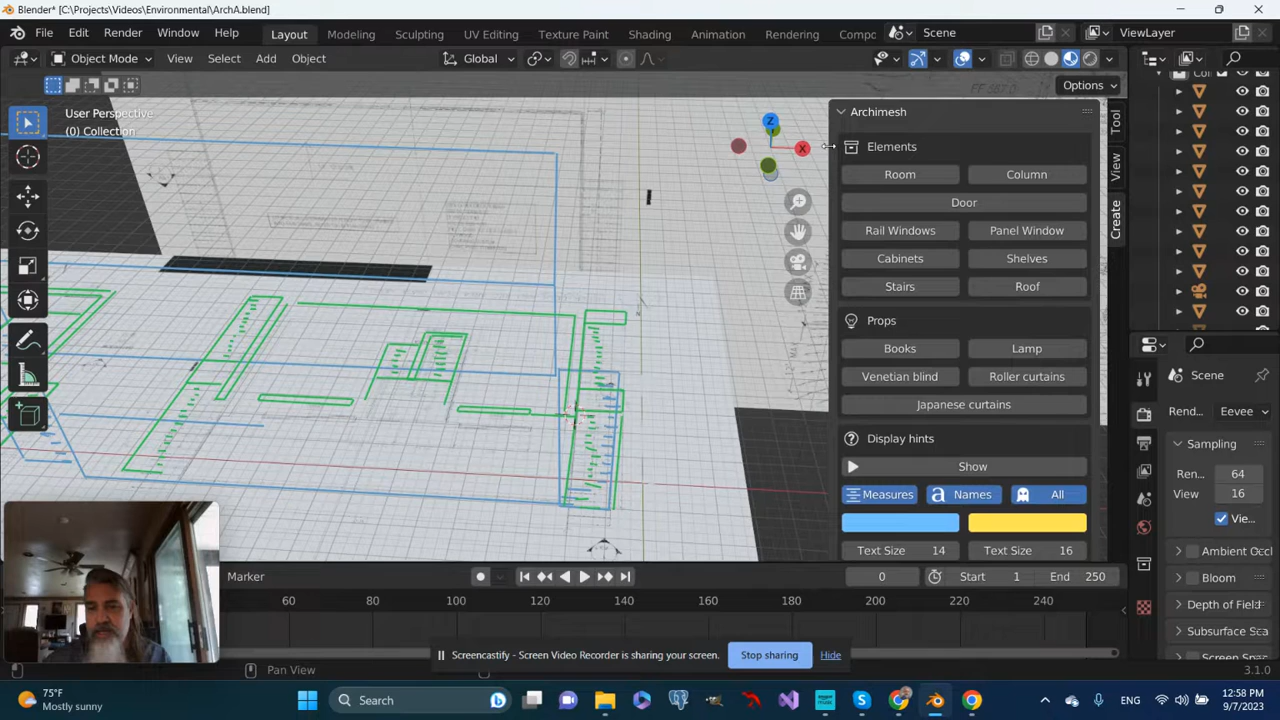 Blender* [C:\Projects\Videos\Environmental\ArchA.blend]
File Edit Render Window Help Layout Modeling Sculpting UV Editing Texture Paint Shading Animation Rendering Compo Scene ViewLayer
Object Mode View Select Add Object Global
Options
User Perspective
(0) Collection
Z
X
Archimesh
Elements
Room Column
Door
Rail Windows Panel Window
Cabinets Shelves
Stairs Roof
Props
Books Lamp
Venetian blind Roller curtains
Japanese curtains
Display hints
Show
Measures Names All
Text Size 14 Text Size 16
Tool
View
Create
Scene
Rend... Eevee
Sampling
Ren... 64
View 16
Vie...
Ambient Occl
Bloom
Depth of Field
Subsurface Sc
Screen Spac
Marker
0 Start 1 End 250
60 80 100 120 140 160 180 200 220 240
Screencastify - Screen Video Recorder is sharing your screen. Stop sharing Hide
Pan View
3.1.0
75°F
Mostly sunny
Search
ENG
12:58 PM
9/7/2023